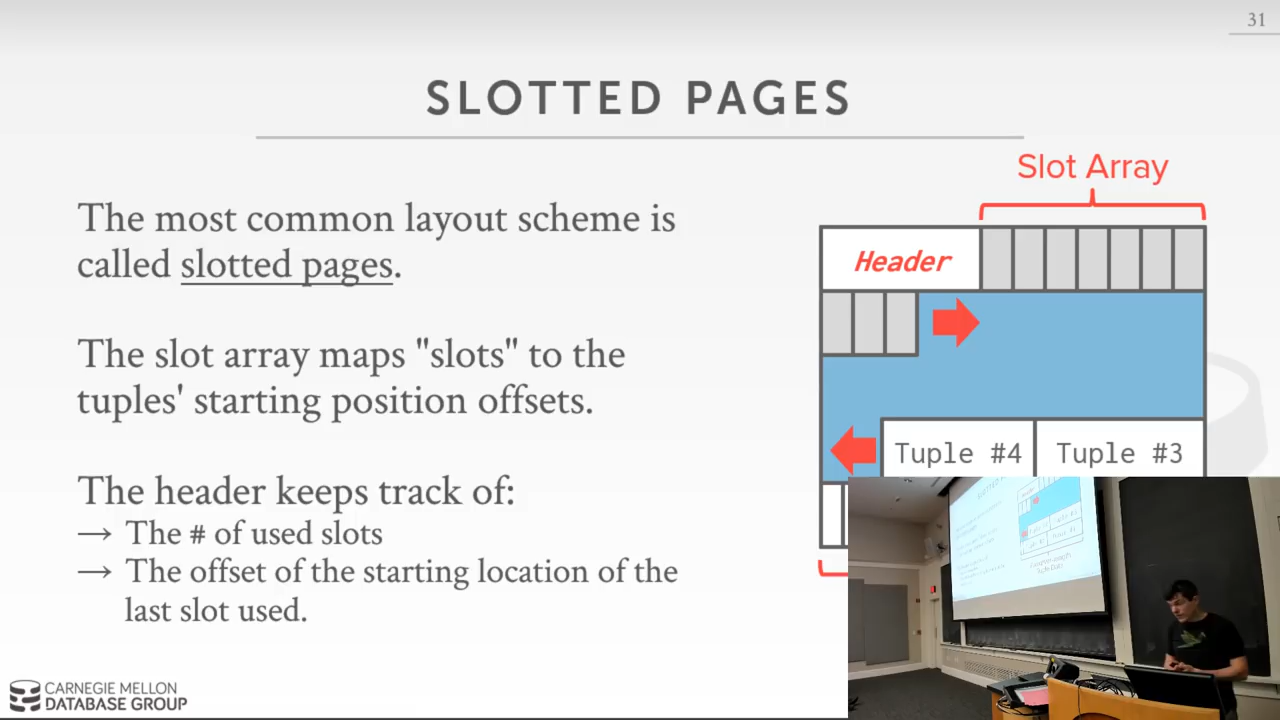 31
SLOTTED PAGES
The most common layout scheme is
called slotted pages.
The slot array maps "slots" to the
tuples' starting position offsets.
The header keeps track of:
→ The # of used slots
→ The offset of the starting location of the
last slot used.
Slot Array
Header
Tuple #4
Tuple #3
CARNEGIE MELLON
DATABASE GROUP